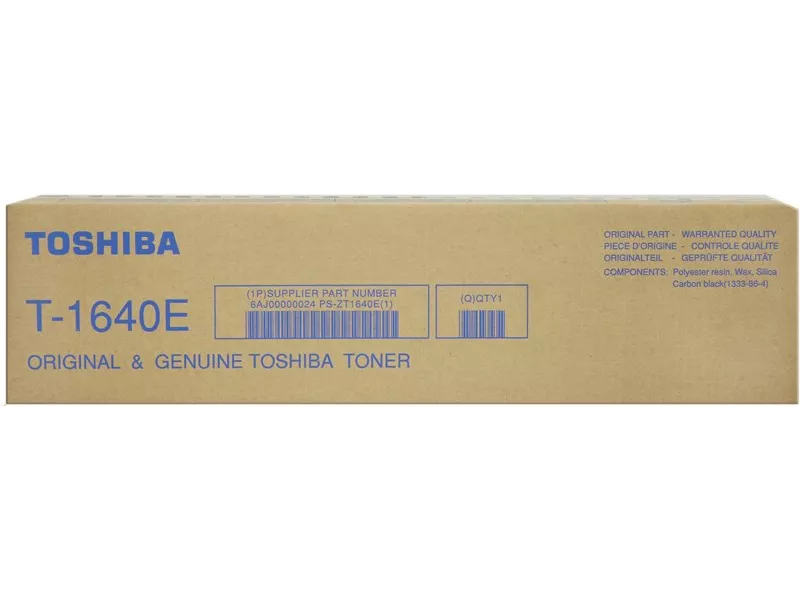 TOSHIBA
T-1640E
(1P)SUPPLIER PART NUMBER
6AJ00000024 PS-ZT1640E(1)
(Q)QTY1
ORIGINAL & GENUINE TOSHIBA TONER
ORIGINAL PART - WARRANTED QUALITY
PIECE D'ORIGINE - CONTROLE QUALITE
ORIGINALTEIL - GEPRÜFTE QUALITÄT
COMPONENTS: Polyester resin, Wax, Silica
Carbon black(1333-86-4)